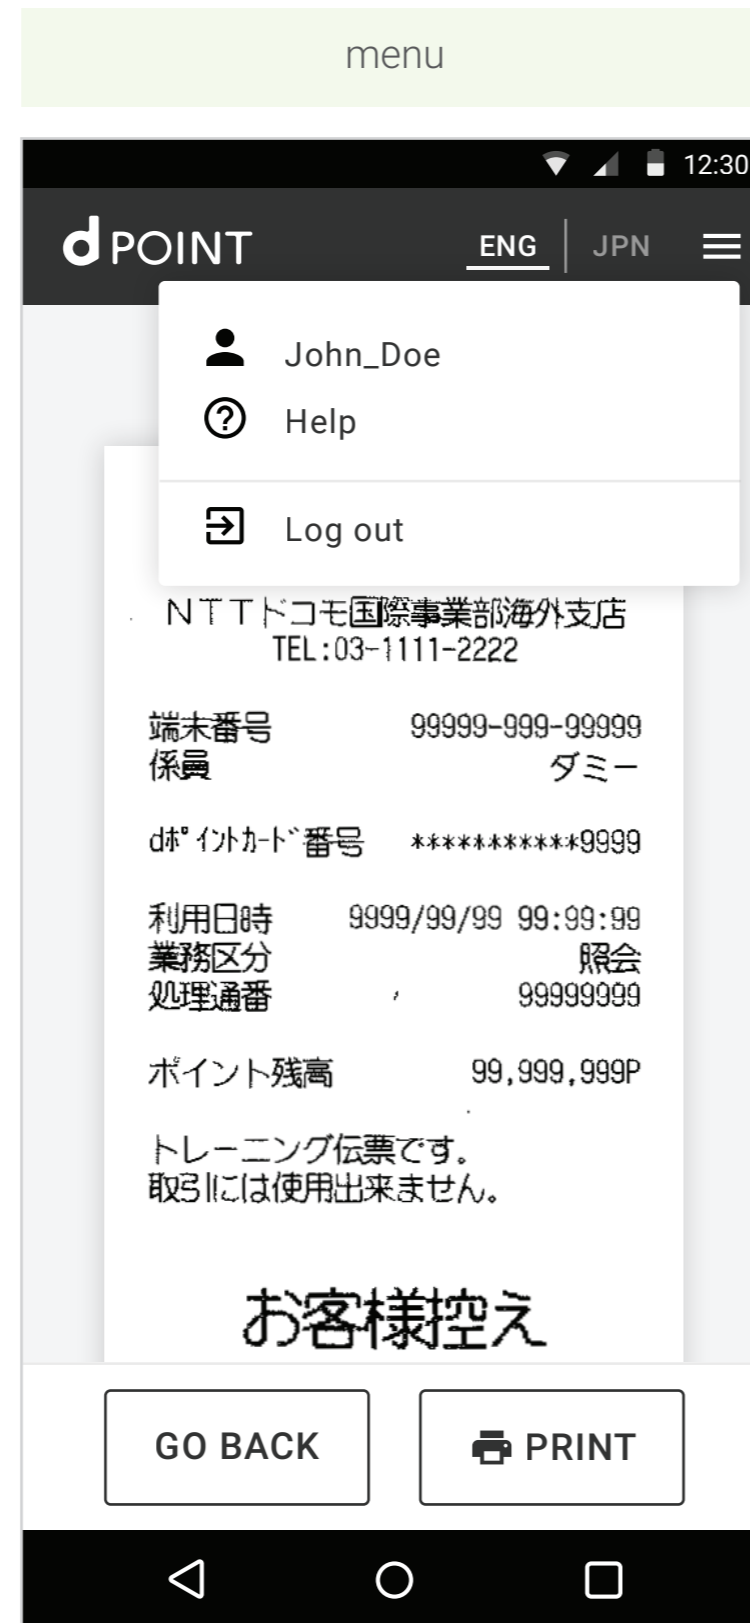 menu
12:30
d POINT
ENG JPN
John_Doe
Help
Log out
NTTドコモ国際事業部海外支店
TEL:03-1111-2222
端末番号 99999-999-99999
係員 ダミー
dﾎﾟｲﾝﾄｶｰﾄﾞ番号 ***********9999
利用日時 9999/99/99 99:99:99
業務区分 照会
処理通番 99999999
ポイント残高 99,999,999P
トレーニング伝票です。
取引には使用出来ません。
お客様控え
GO BACK PRINT